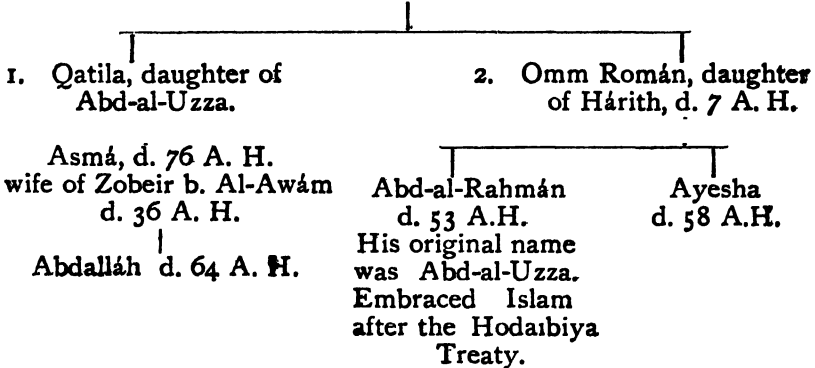 1. Qatila, daughter of
Abd-al-Uzza.
2. Omm Román, daughter
of Hárith, d. 7 A. H.
Asmá, d. 76 A. H.
wife of Zobeir b. Al-Awám
d. 36 A. H.
Abdalláh d. 64 A. H.
Abd-al-Rahmán
d. 53 A.H.
His original name
was Abd-al-Uzza.
Embraced Islam
after the Hodaıbiya
Treaty.
Ayesha
d. 58 A.H.